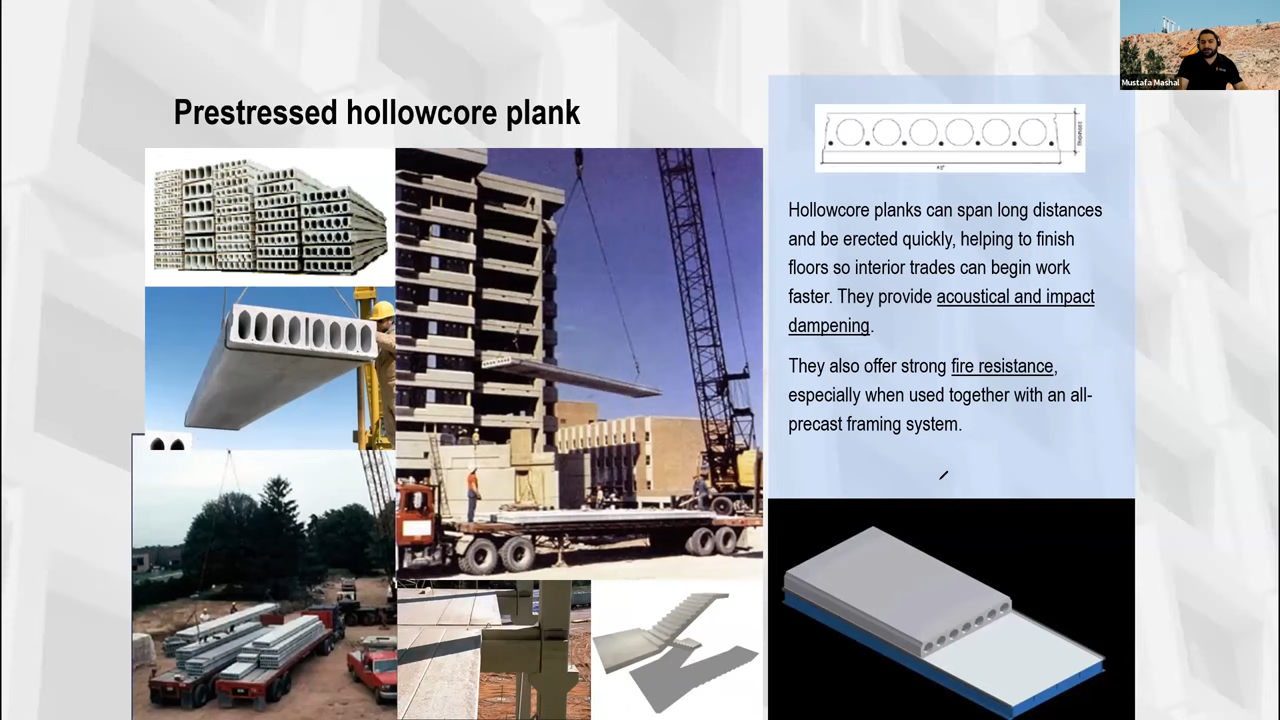 Mustafa Mashal
Prestressed hollowcore plank
Hollowcore planks can span long distances
and be erected quickly, helping to finish
floors so interior trades can begin work
faster. They provide acoustical and impact
dampening.
They also offer strong fire resistance,
especially when used together with an all-
precast framing system.